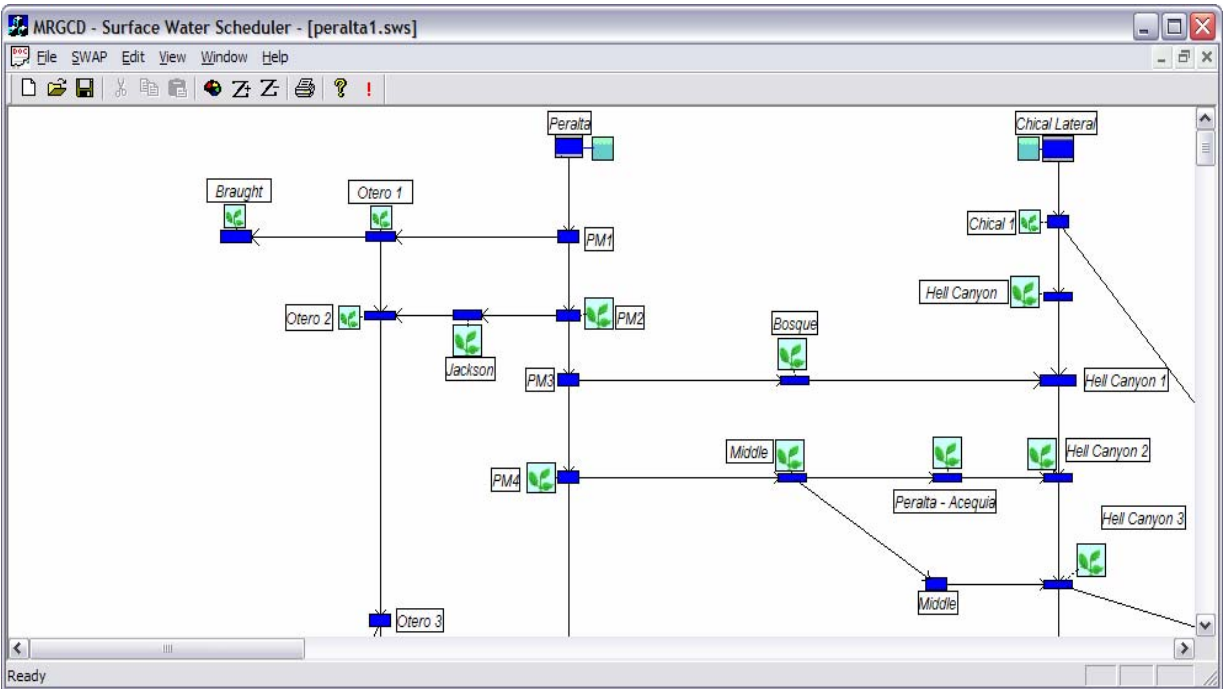 MRGCD - Surface Water Scheduler - [peralta1.sws]
DOC File SWAP Edit View Window Help
Z+ Z- ? !
Peralta
Chical Lateral
Braught
Otero 1
Chical 1
PM1
Hell Canyon
Otero 2
PM2
Bosque
Jackson
PM3
Hell Canyon 1
Middle
Hell Canyon 2
PM4
Peralta - Acequia
Hell Canyon 3
Middle
Otero 3
Ready